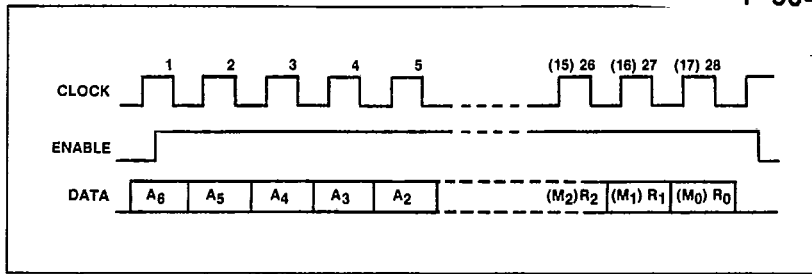 1 2 3 4 5 (15) 26 (16) 27 (17) 28
CLOCK
ENABLE
DATA A6 A5 A4 A3 A2 (M2) R2 (M1) R1 (M0) R0